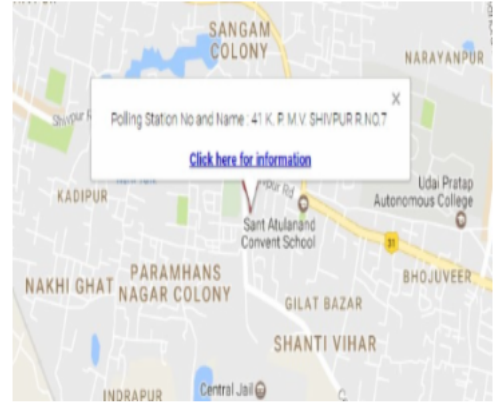 SANGAM
COLONY
NARAYANPUR
Polling Station No and Name : 41 K. P. M.V. SHIVPUR R.NO.7
Click here for information
Shivpur
pur Rd
KADIPUR
Udai Pratap
Autonomous College
Sant Atulanand
Convent School
31
PARAMHANS
NAGAR COLONY
NAKHI GHAT
BHOJUVEER
GILAT BAZAR
SHANTI VIHAR
INDRAPUR
Central Jail